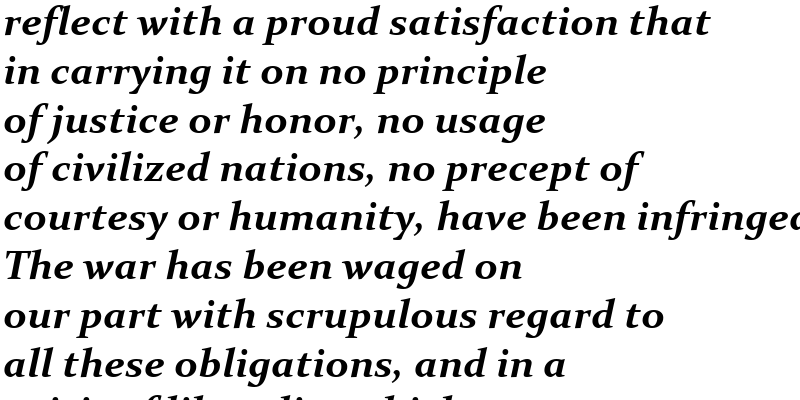 reflect with a proud satisfaction that
in carrying it on no principle
of justice or honor, no usage
of civilized nations, no precept of
courtesy or humanity, have been infringed
The war has been waged on
our part with scrupulous regard to
all these obligations, and in a